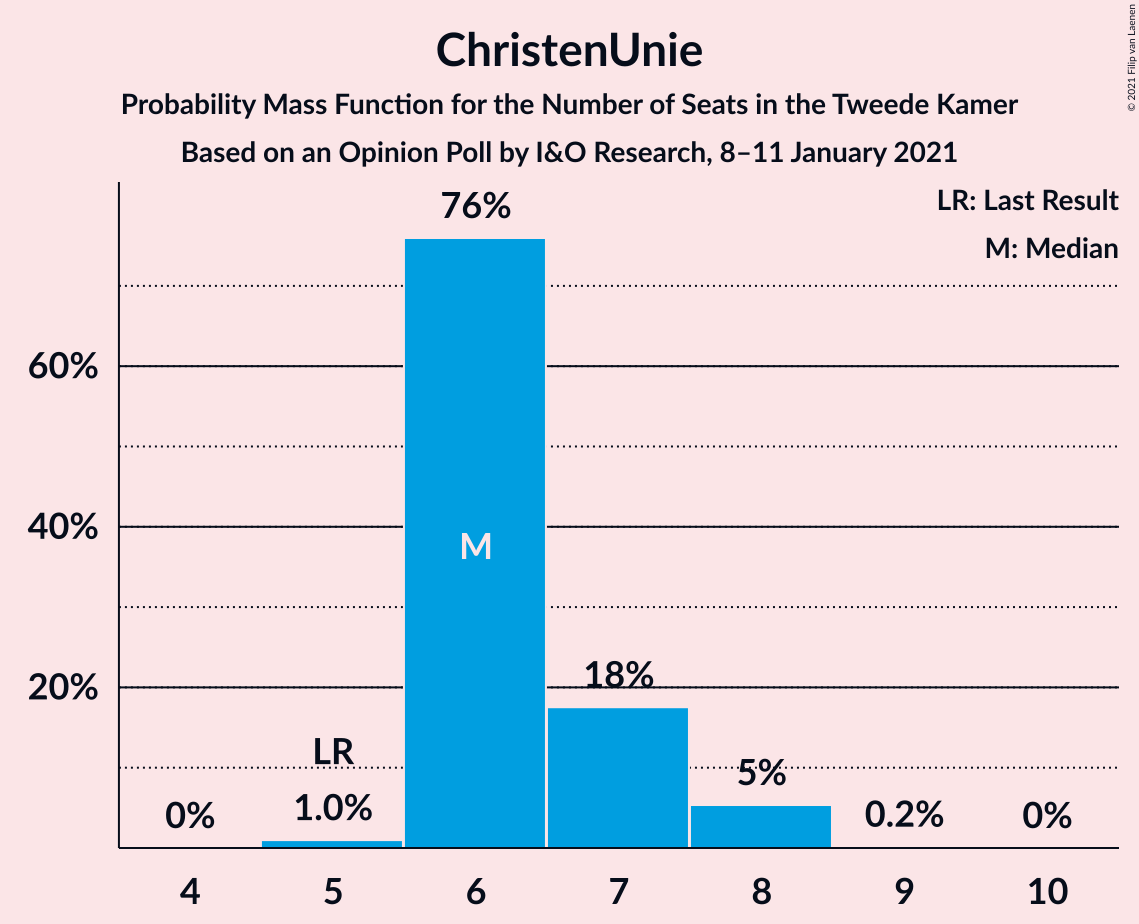 ChristenUnie
Probability Mass Function for the Number of Seats in the Tweede Kamer
Based on an Opinion Poll by I&O Research, 8–11 January 2021
© 2021 Filip van Laenen
LR: Last Result
M: Median
76%
60%
40%
M
20%
18%
LR
5%
0%
1.0%
0.2%
0%
4
5
6
7
8
9
10